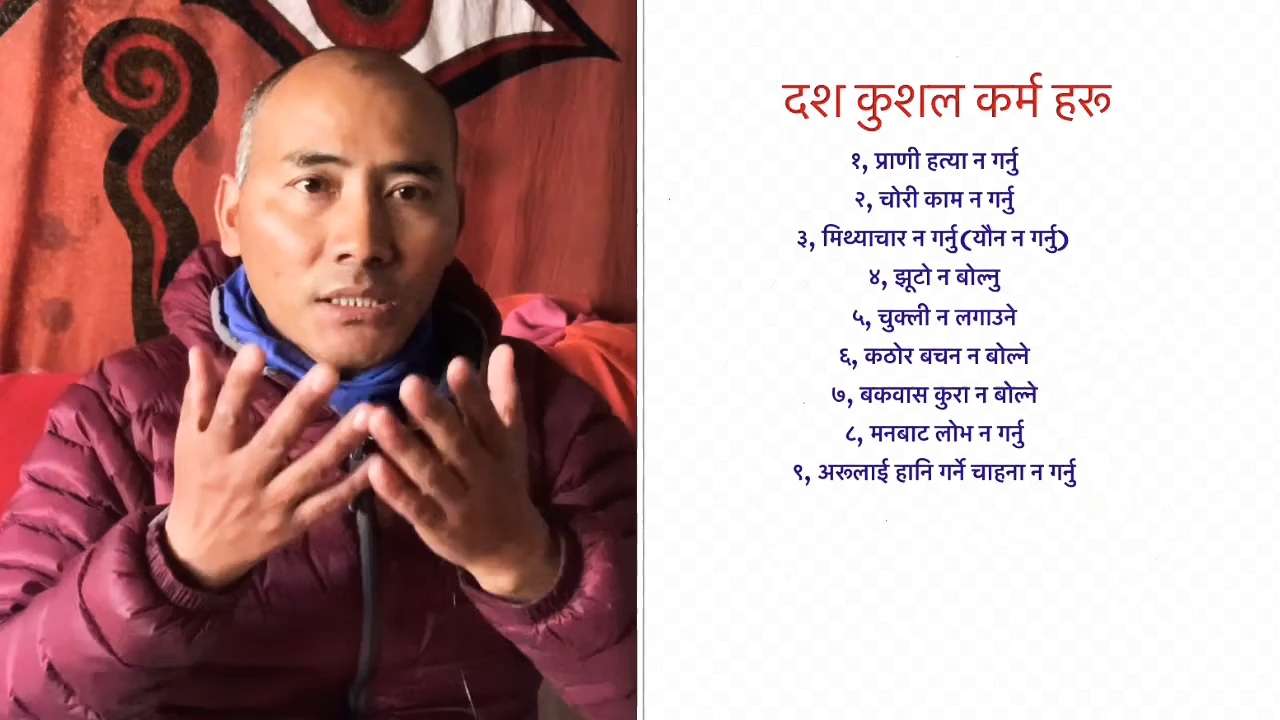 दश कुशल कर्म हरू
१, प्राणी हत्या न गर्नु
२, चोरी काम न गर्नु
३, मिथ्याचार न गर्नु(यौन न गर्नु)
४, झूटो न बोल्नु
५, चुक्ली न लगाउने
६, कठोर बचन न बोल्ने
७, बकवास कुरा न बोल्ने
८, मनबाट लोभ न गर्नु
९, अरूलाई हानि गर्ने चाहना न गर्नु